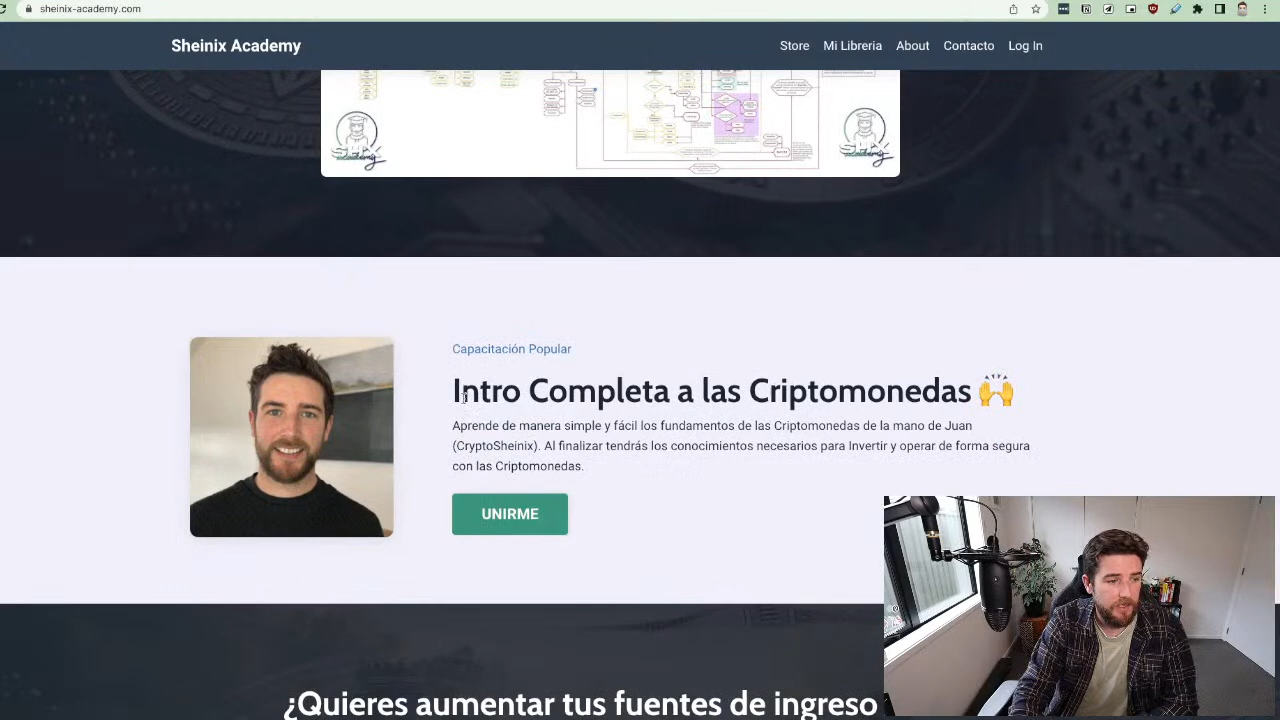 sheinix-academy.com
Sheinix Academy
Store Mi Libreria About Contacto Log In
Capacitación Popular
Intro Completa a las Criptomonedas 🙌
Aprende de manera simple y fácil los fundamentos de las Criptomonedas de la mano de Juan
(CryptoSheinix). Al finalizar tendrás los conocimientos necesarios para Invertir y operar de forma segura
con las Criptomonedas.
UNIRME
¿Quieres aumentar tus fuentes de ingreso